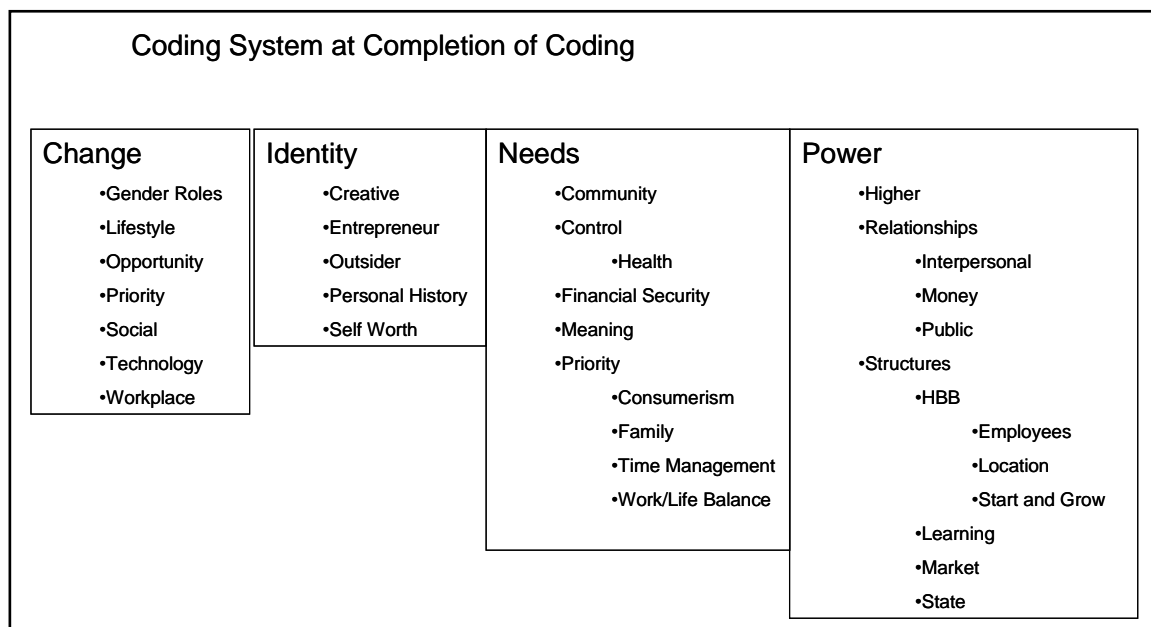 Coding System at Completion of Coding
Change
•Gender Roles
•Lifestyle
•Opportunity
•Priority
•Social
•Technology
•Workplace
Identity
•Creative
•Entrepreneur
•Outsider
•Personal History
•Self Worth
Needs
•Community
•Control
•Health
•Financial Security
•Meaning
•Priority
•Consumerism
•Family
•Time Management
•Work/Life Balance
Power
•Higher
•Relationships
•Interpersonal
•Money
•Public
•Structures
•HBB
•Employees
•Location
•Start and Grow
•Learning
•Market
•State